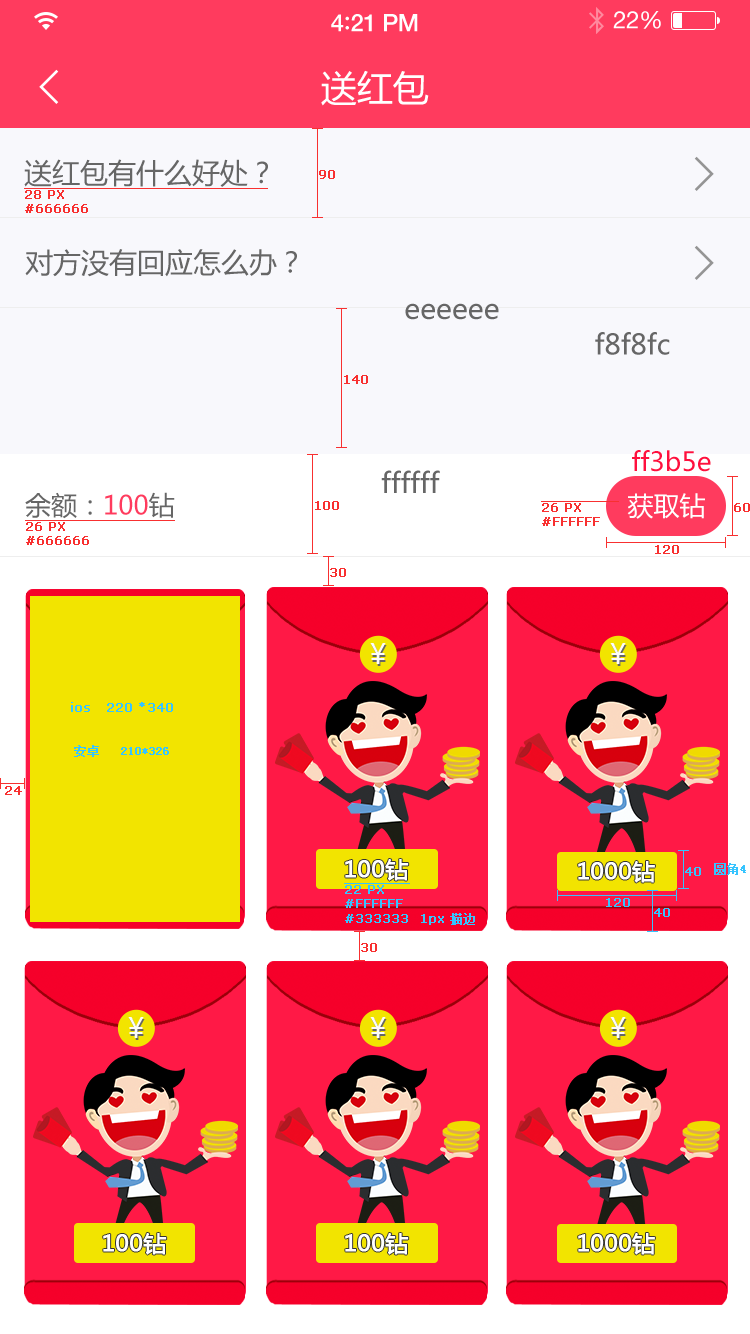 4:21 PM
22%
送红包
送红包有什么好处？
90
28 PX
#666666
对方没有回应怎么办？
eeeeee
f8f8fc
140
ff3b5e
ffffff
余额：100钻
100
26 PX
#FFFFFF
获取钻
60
26 PX
#666666
120
30
¥
¥
ios 220 *340
安卓 210*326
24
100钻
1000钻
40
圆角4
22 PX
#FFFFFF
#333333 1px 描边
120
40
30
¥
¥
¥
100钻
100钻
1000钻